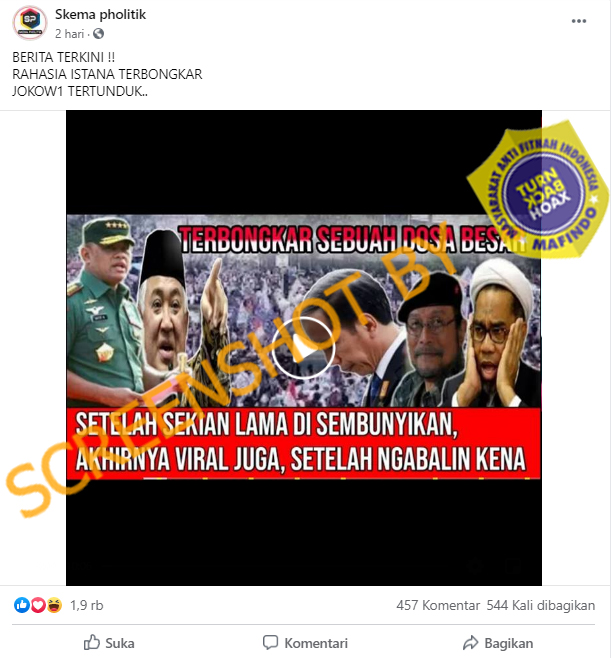 SP
Skema pholitik
2 hari ·
BERITA TERKINI !!
RAHASIA ISTANA TERBONGKAR
JOKOW1 TERTUNDUK..
MASYARAKAT ANTI FITNAH INDONESIA
TURN
BACK
HOAX
MAFINDO
TERBONGKAR SEBUAH DOSA BESAR
SCREENSHOT BY
SETELAH SEKIAN LAMA DI SEMBUNYIKAN,
AKHIRNYA VIRAL JUGA, SETELAH NGABALIN KENA
1,9 rb
457 Komentar 544 Kali dibagikan
Suka Komentari Bagikan